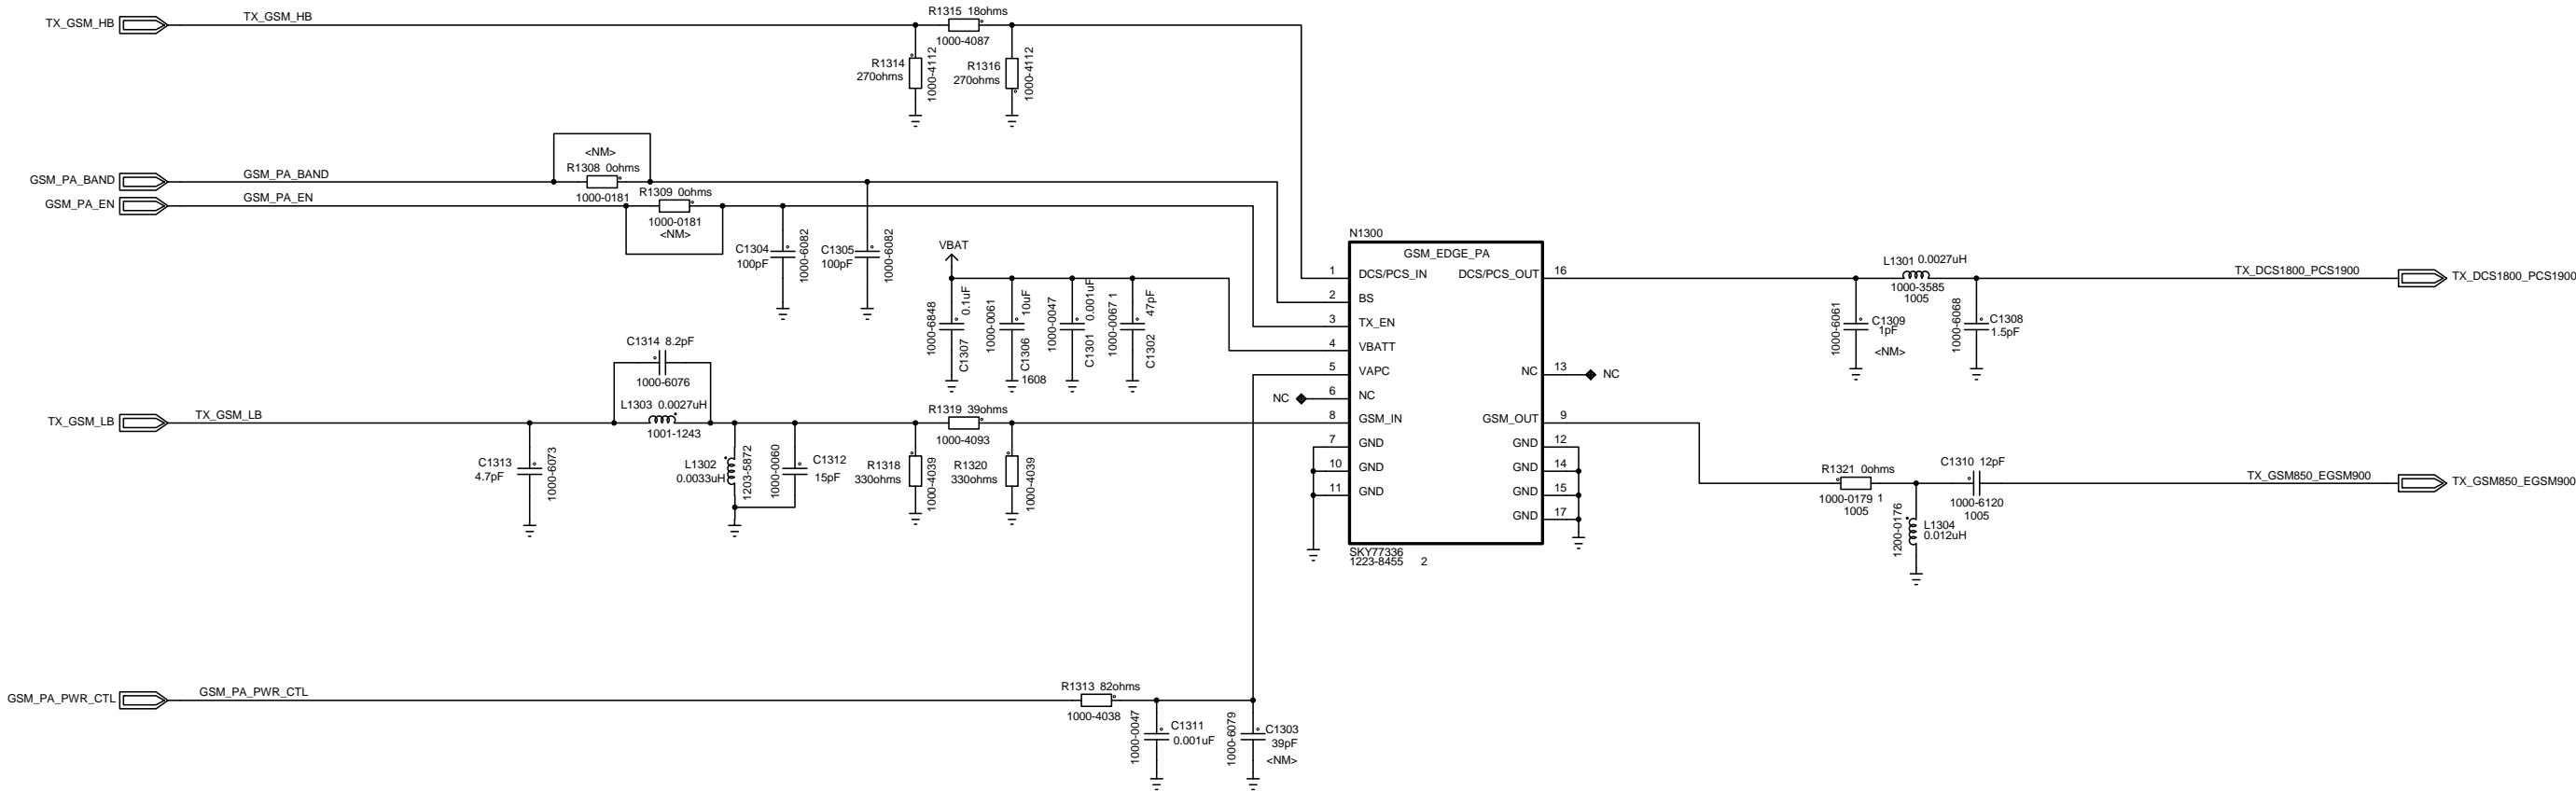 TX_GSM_HB
TX_GSM_HB
R1315 18ohms
1000-4087
R1314
270ohms
1000-4112
R1316
270ohms
1000-4112
<NM>
R1308 0ohms
GSM_PA_BAND
GSM_PA_BAND
1000-0181
R1309 0ohms
GSM_PA_EN
GSM_PA_EN
1000-0181
<NM>
C1304
100pF
1000-6082
C1305
100pF
1000-6082
VBAT
1000-6848
0.1uF
C1307
1000-0061
10uF
C1306
1608
1000-0047
0.001uF
C1301
1000-0067 1
47pF
C1302
N1300
GSM_EDGE_PA
1 DCS/PCS_IN
DCS/PCS_OUT 16
2 BS
3 TX_EN
4 VBATT
5 VAPC
NC 13 NC
NC 6 NC
8 GSM_IN
GSM_OUT 9
7 GND
GND 12
10 GND
GND 14
11 GND
GND 15
GND 17
SKY77336
1223-8455 2
L1301 0.0027uH
1000-3585
1005
TX_DCS1800_PCS1900
TX_DCS1800_PCS1900
1000-6061
C1309
1pF
<NM>
1000-6068
C1308
1.5pF
C1314 8.2pF
1000-6076
L1303 0.0027uH
1001-1243
TX_GSM_LB
TX_GSM_LB
C1313
4.7pF
1000-6073
L1302
0.0033uH
1203-5872
1000-0060
C1312
15pF
R1319 39ohms
1000-4093
R1318
330ohms
1000-4039
R1320
330ohms
1000-4039
R1321 0ohms
1000-0179 1
1005
C1310 12pF
1000-6120
1005
TX_GSM850_EGSM900
TX_GSM850_EGSM900
1200-0176
L1304
0.012uH
GSM_PA_PWR_CTL
GSM_PA_PWR_CTL
R1313 82ohms
1000-4038
1000-0047
C1311
0.001uF
1000-6079
C1303
39pF
<NM>